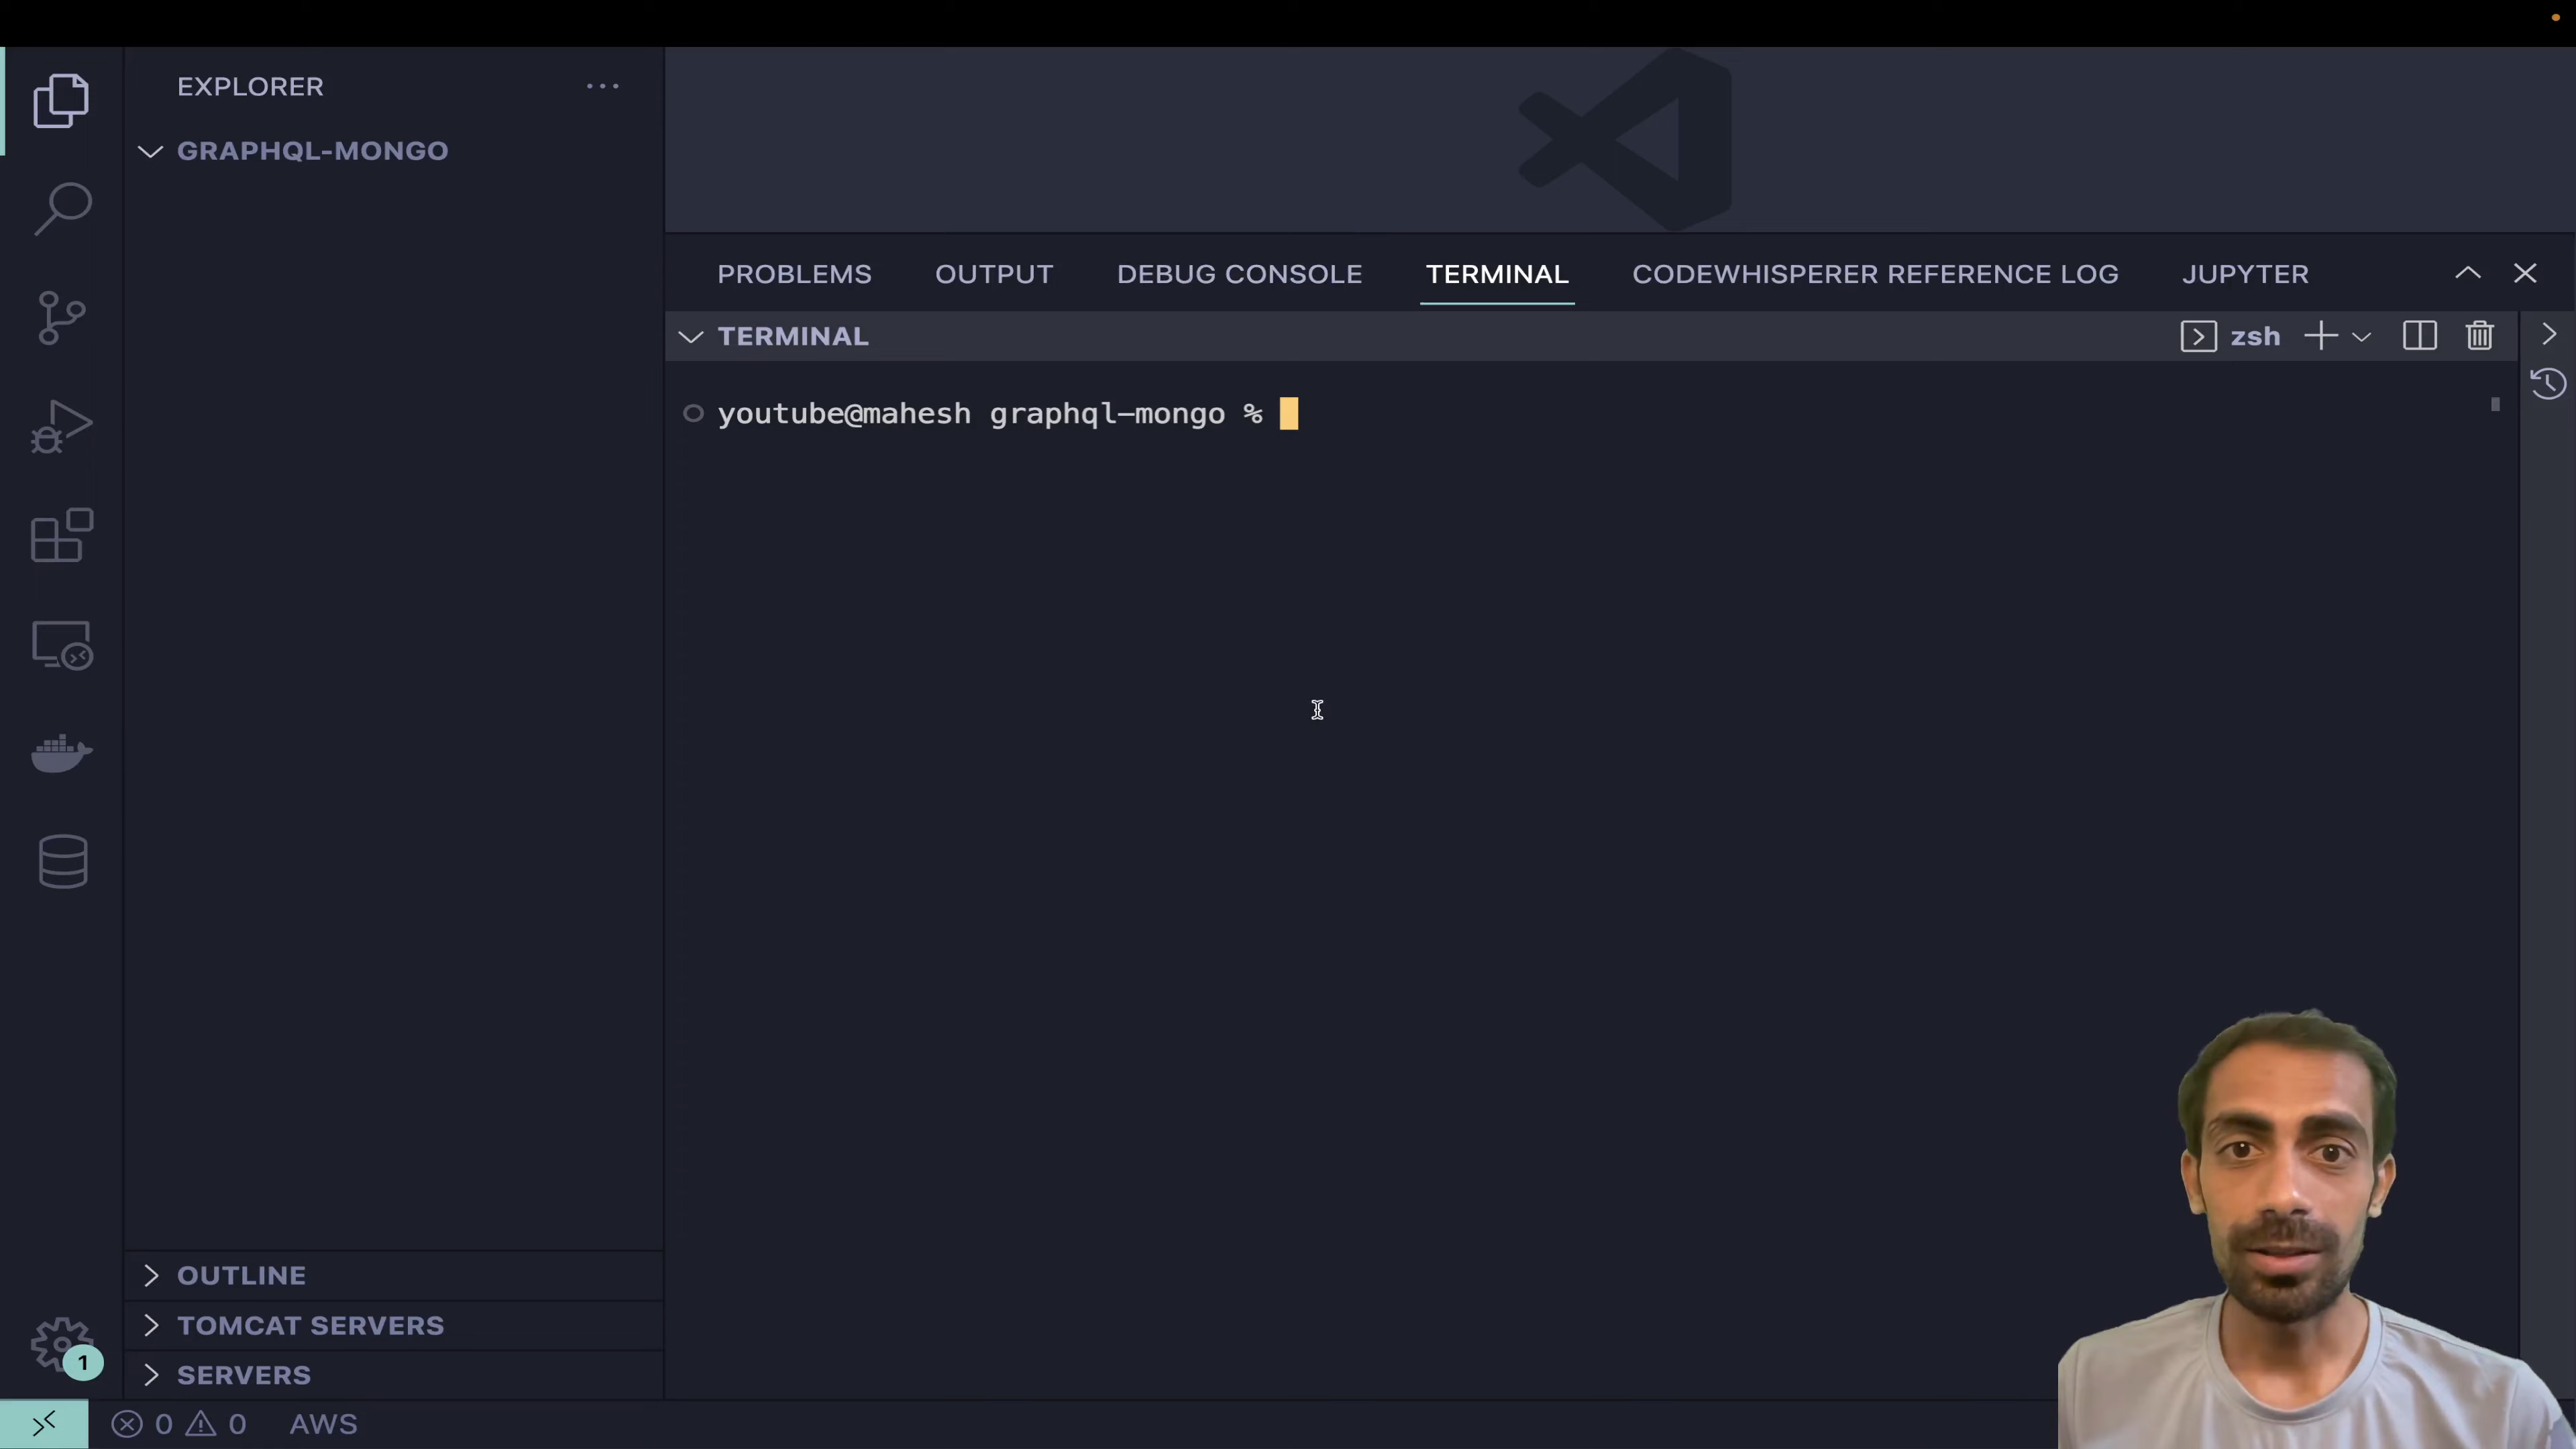 EXPLORER
GRAPHQL-MONGO
PROBLEMS OUTPUT DEBUG CONSOLE TERMINAL CODEWHISPERER REFERENCE LOG JUPYTER
TERMINAL
zsh
youtube@mahesh graphql-mongo %
OUTLINE
TOMCAT SERVERS
SERVERS
1
0 0 AWS